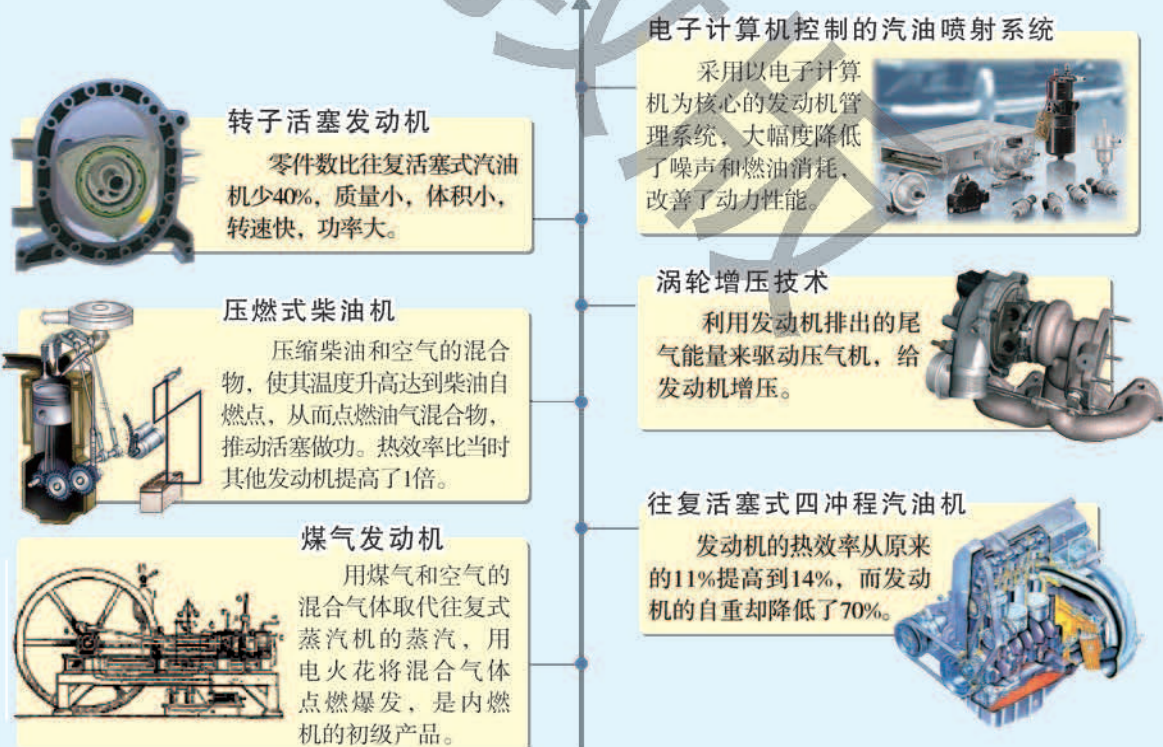 转子活塞发动机
零件数比往复活塞式汽油
机少40%，质量小，体积小，
转速快，功率大。
压燃式柴油机
压缩柴油和空气的混合
物，使其温度升高达到柴油自
燃点，从而点燃油气混合物，
推动活塞做功。热效率比当时
其他发动机提高了1倍。
煤气发动机
用煤气和空气的
混合气体取代往复式
蒸汽机的蒸汽，用
电火花将混合气体
点燃爆发，是内燃
机的初级产品。
电子计算机控制的汽油喷射系统
采用以电子计算
机为核心的发动机管
理系统，大幅度降低
了噪声和燃油消耗，
改善了动力性能。
涡轮增压技术
利用发动机排出的尾
气能量来驱动压气机，给
发动机增压。
往复活塞式四冲程汽油机
发动机的热效率从原来
的11%提高到14%，而发动
机的自重却降低了70%。